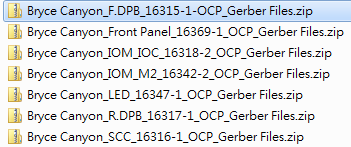 Bryce Canyon_F.DPB_16315-1-OCP_Gerber Files.zip
Bryce Canyon_Front Panel_16369-1_OCP_Gerber Files.zip
Bryce Canyon_IOM_IOC_16318-2_OCP_Gerber Files.zip
Bryce Canyon_IOM_M2_16342-2_OCP_Gerber Files.zip
Bryce Canyon_LED_16347-1_OCP_Gerber Files.zip
Bryce Canyon_R.DPB_16317-1_OCP_Gerber Files.zip
Bryce Canyon_SCC_16316-1_OCP_Gerber Files.zip